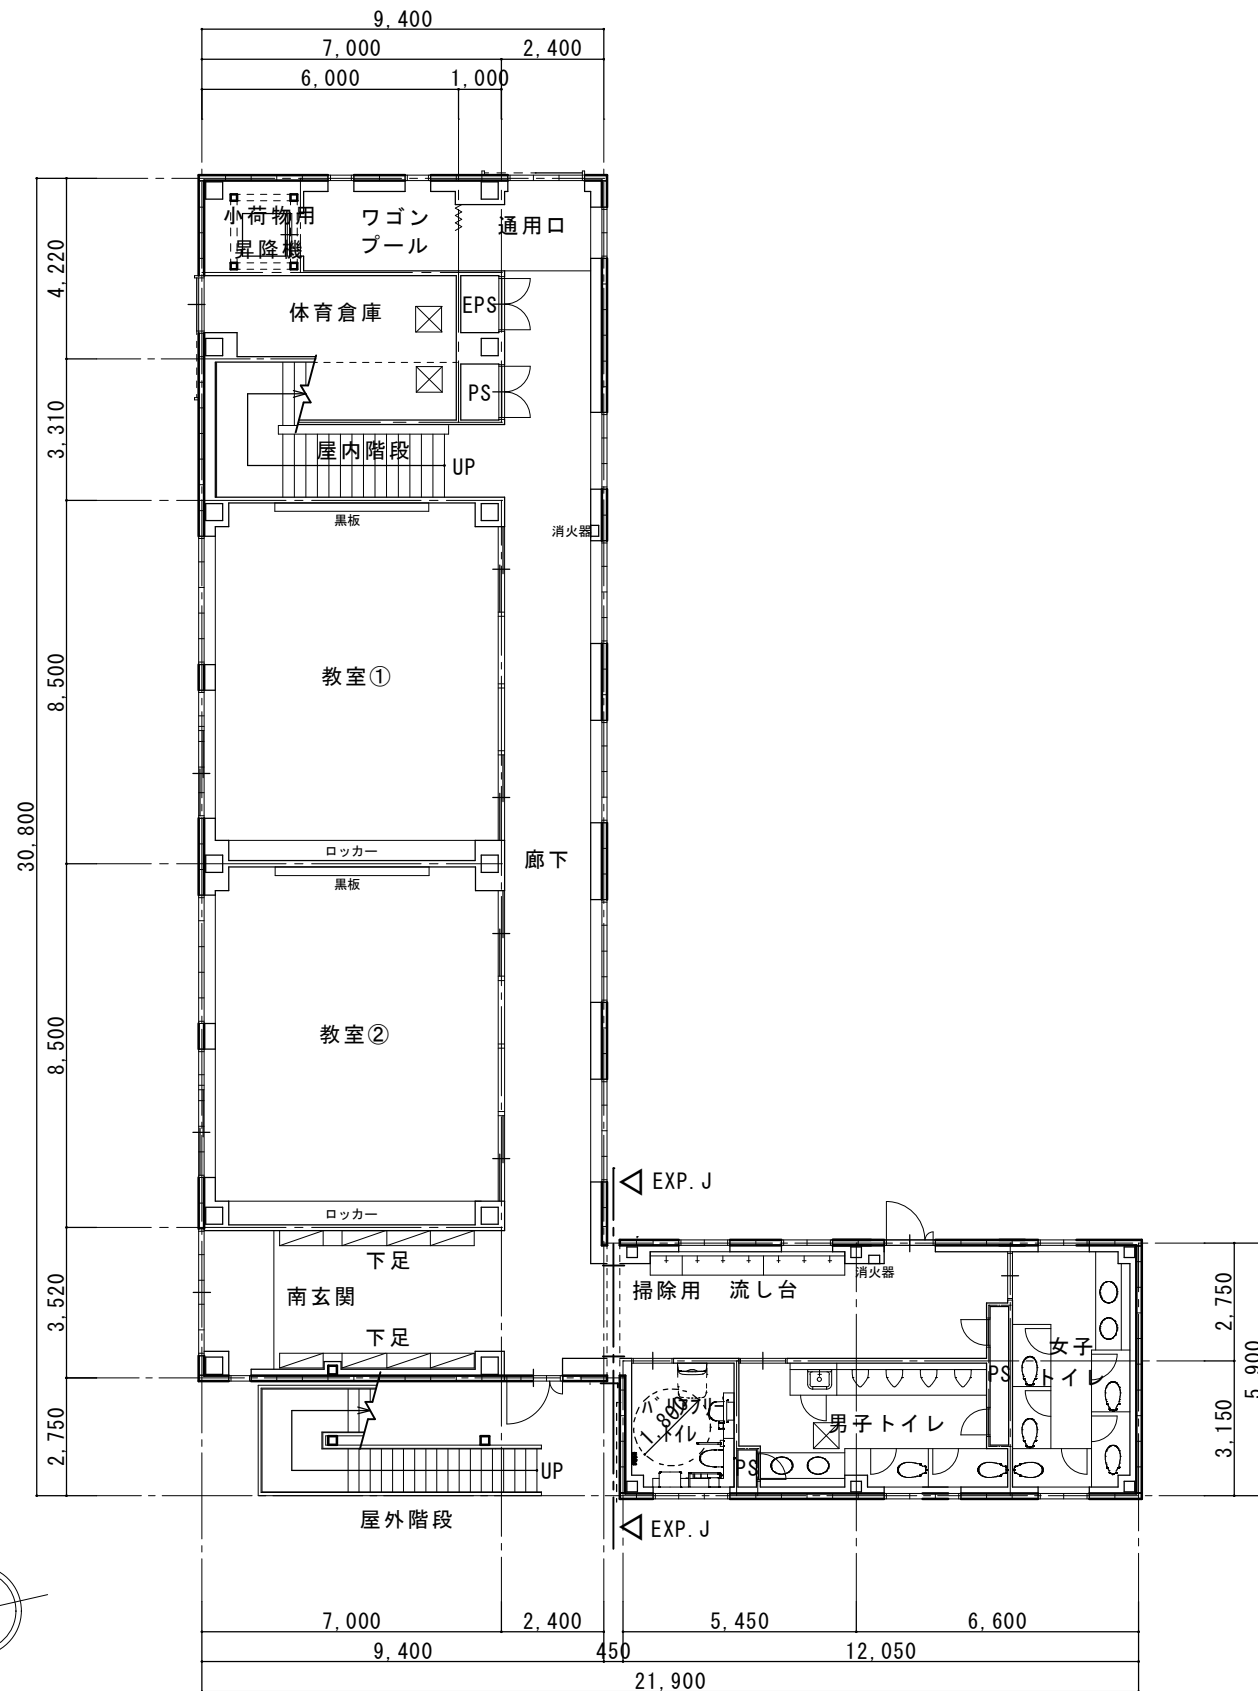 9,400
7,000
2,400
6,000
1,000
小荷物用
昇降機
ワゴン
プール
通用口
4,220
体育倉庫
EPS
PS
3,310
屋内階段
UP
黒板
消火器
8,500
教室①
30,800
ロッカー
廊下
黒板
8,500
教室②
EXP.J
ロッカー
下足
掃除用 流し台
消火器
南玄関
3,520
2,750
下足
女子
トイレ
PS
5,900
1,800
トイレ
男子トイレ
3,150
2,750
PS
UP
屋外階段
EXP.J
7,000
2,400
5,450
6,600
9,400
450
12,050
21,900